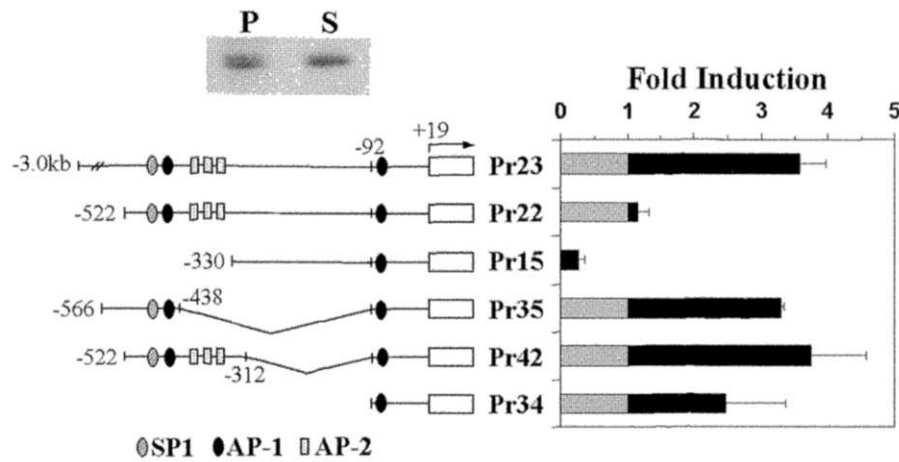 P S
Fold Induction
0 1 2 3 4 5
+19
-92
-3.0kb Pr23
-522 Pr22
-330 Pr15
-566 -438 Pr35
-522 -312 Pr42
Pr34
SP1 AP-1 AP-2